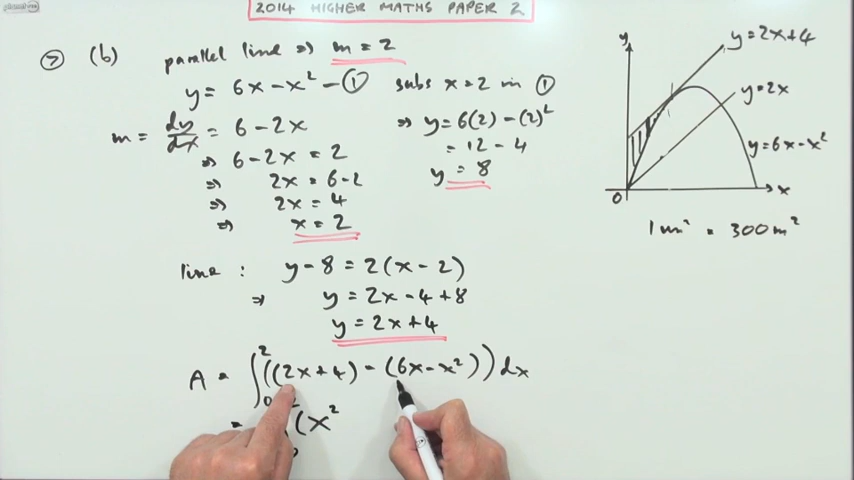 2014 HIGHER MATHS PAPER 2
7 (b) parallel line ⇒ m = 2
y = 6x - x² - ①
m = dy/dx = 6 - 2x
⇒ 6 - 2x = 2
⇒ 2x = 6 - 2
⇒ 2x = 4
⇒ x = 2
subs x = 2 in ①
⇒ y = 6(2) - (2)²
= 12 - 4
y = 8
line : y - 8 = 2(x - 2)
⇒ y = 2x - 4 + 8
y = 2x + 4
A = ∫₀² ((2x + 4) - (6x - x²)) dx
= (x²
y
y = 2x + 4
y = 2x
y = 6x - x²
0
x
1 un² = 300 m²